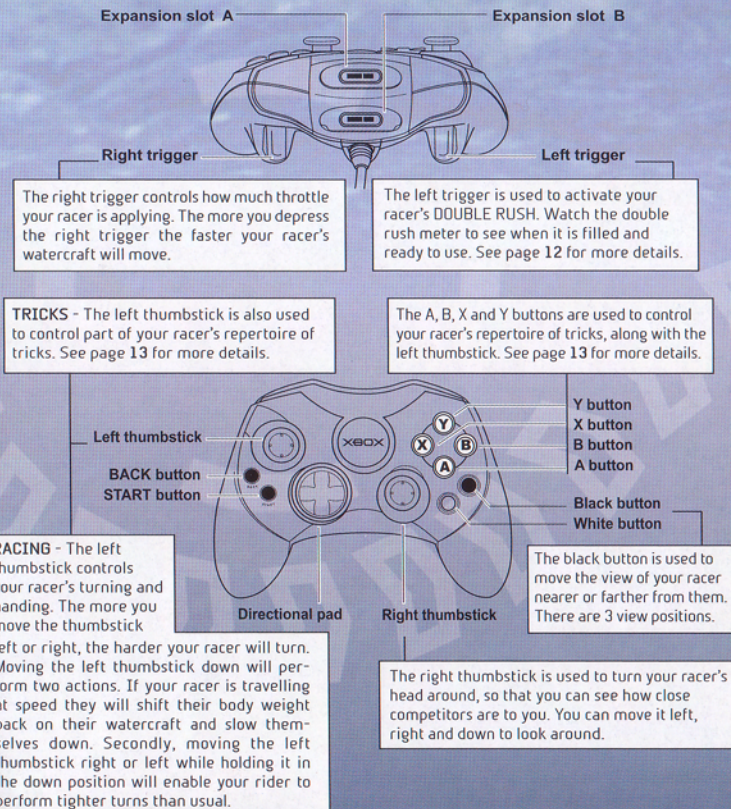 Expansion slot A
Expansion slot B
Right trigger
Left trigger
The right trigger controls how much throttle
your racer is applying. The more you depress
the right trigger the faster your racer's
watercraft will move.
The left trigger is used to activate your
racer's DOUBLE RUSH. Watch the double
rush meter to see when it is filled and
ready to use. See page 12 for more details.
TRICKS - The left thumbstick is also used
to control part of your racer's repertoire of
tricks. See page 13 for more details.
The A, B, X and Y buttons are used to control
your racer's repertoire of tricks, along with the
left thumbstick. See page 13 for more details.
Left thumbstick
BACK button
START button
XBOX
Y
X
B
A
Y button
X button
B button
A button
Black button
White button
Directional pad
Right thumbstick
RACING - The left
thumbstick controls
your racer's turning and
handing. The more you
move the thumbstick
left or right, the harder your racer will turn.
Moving the left thumbstick down will per-
form two actions. If your racer is travelling
at speed they will shift their body weight
back on their watercraft and slow them-
selves down. Secondly, moving the left
thumbstick right or left while holding it in
the down position will enable your rider to
perform tighter turns than usual.
The black button is used to
move the view of your racer
nearer or farther from them.
There are 3 view positions.
The right thumbstick is used to turn your racer's
head around, so that you can see how close
competitors are to you. You can move it left,
right and down to look around.